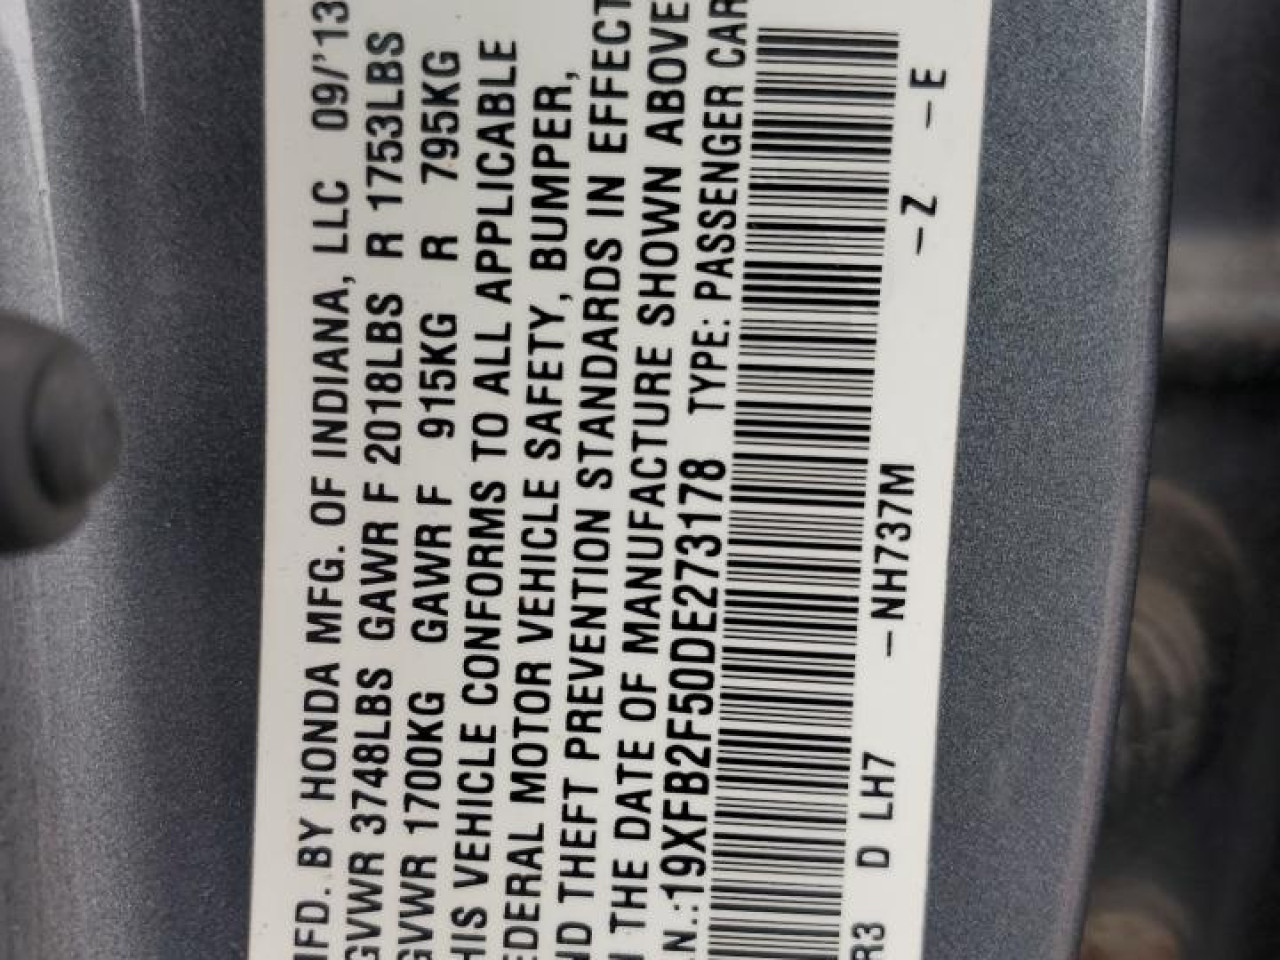 MFD. BY HONDA MFG. OF INDIANA, LLC 09/'13
GVWR 3748LBS GAWR F 2018LBS R 1753LBS
GVWR 1700KG GAWR F 915KG R 795KG
HIS VEHICLE CONFORMS TO ALL APPLICABLE
EDERAL MOTOR VEHICLE SAFETY, BUMPER,
ND THEFT PREVENTION STANDARDS IN EFFECT
N THE DATE OF MANUFACTURE SHOWN ABOVE
.N.:19XFB2F50DE273178 TYPE: PASSENGER CAR
R3 D LH7 -NH737M -Z -E